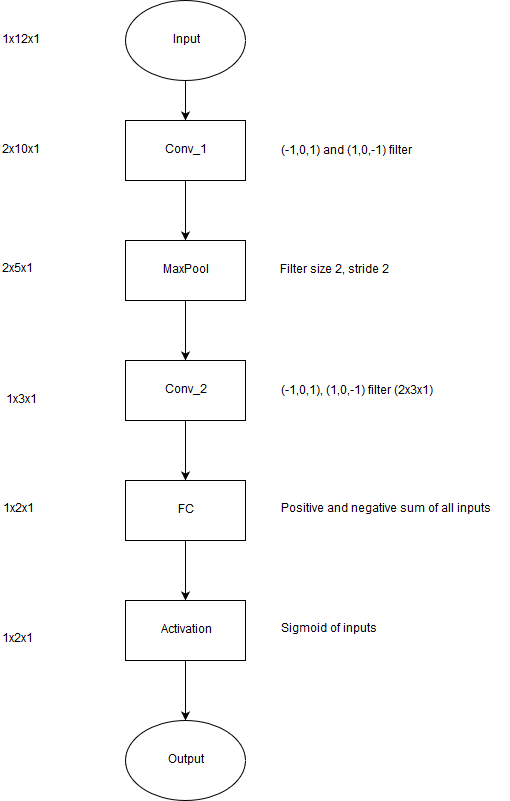 1x12x1
Input
2x10x1
Conv_1
(-1,0,1) and (1,0,-1) filter
2x5x1
MaxPool
Filter size 2, stride 2
1x3x1
Conv_2
(-1,0,1), (1,0,-1) filter (2x3x1)
1x2x1
FC
Positive and negative sum of all inputs
1x2x1
Activation
Sigmoid of inputs
Output